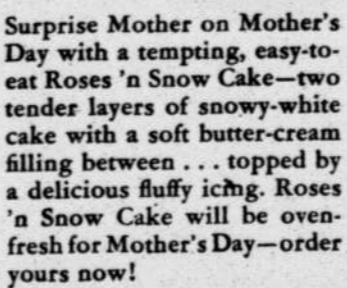 Surprise Mother on Mother's
Day with a tempting, easy-to-
eat Roses 'n Snow Cake—two
tender layers of snowy-white
cake with a soft butter-cream
filling between . . . topped by
a delicious fluffy icing. Roses
'n Snow Cake will be oven-
fresh for Mother's Day—order
yours now!